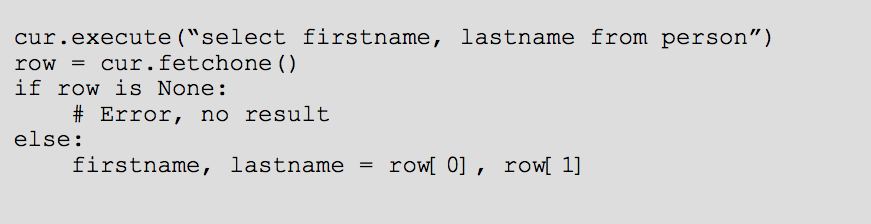 cur.execute(“select firstname, lastname from person”)
row = cur.fetchone()
if row is None:
    # Error, no result
else:
    firstname, lastname = row[ 0] , row[ 1]